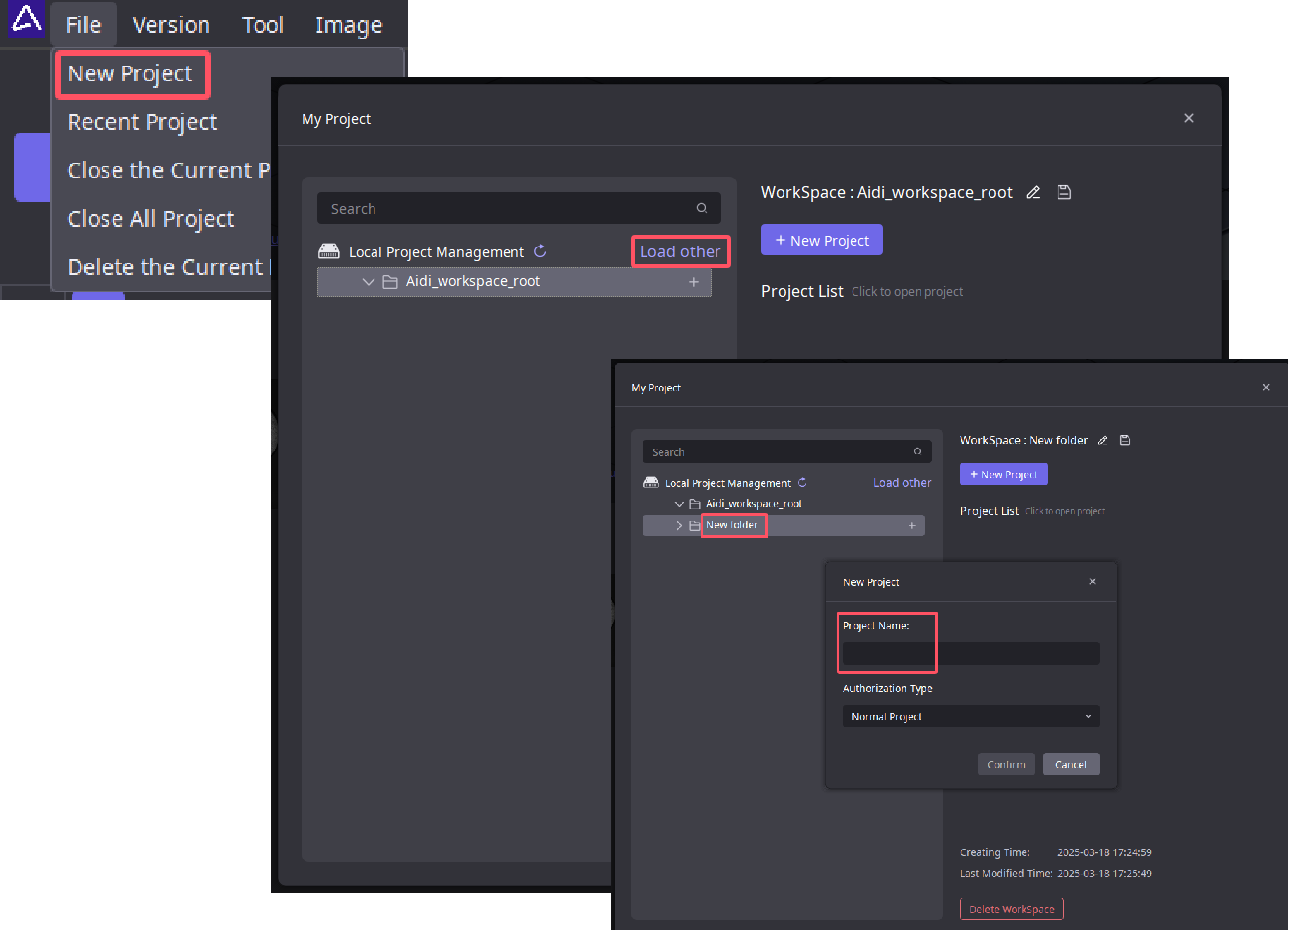 File Version Tool Image
New Project
Recent Project
Close the Current P
Close All Project
Delete the Current
My Project
Search
Local Project Management
Load other
Aidi_workspace_root
WorkSpace : Aidi_workspace_root
+ New Project
Project List Click to open project
My Project
Search
Local Project Management
Load other
Aidi_workspace_root
New folder
WorkSpace : New folder
+ New Project
Project List Click to open project
New Project
Project Name:
Authorization Type
Normal Project
Confirm Cancel
Creating Time: 2025-03-18 17:24:59
Last Modified Time: 2025-03-18 17:25:49
Delete WorkSpace